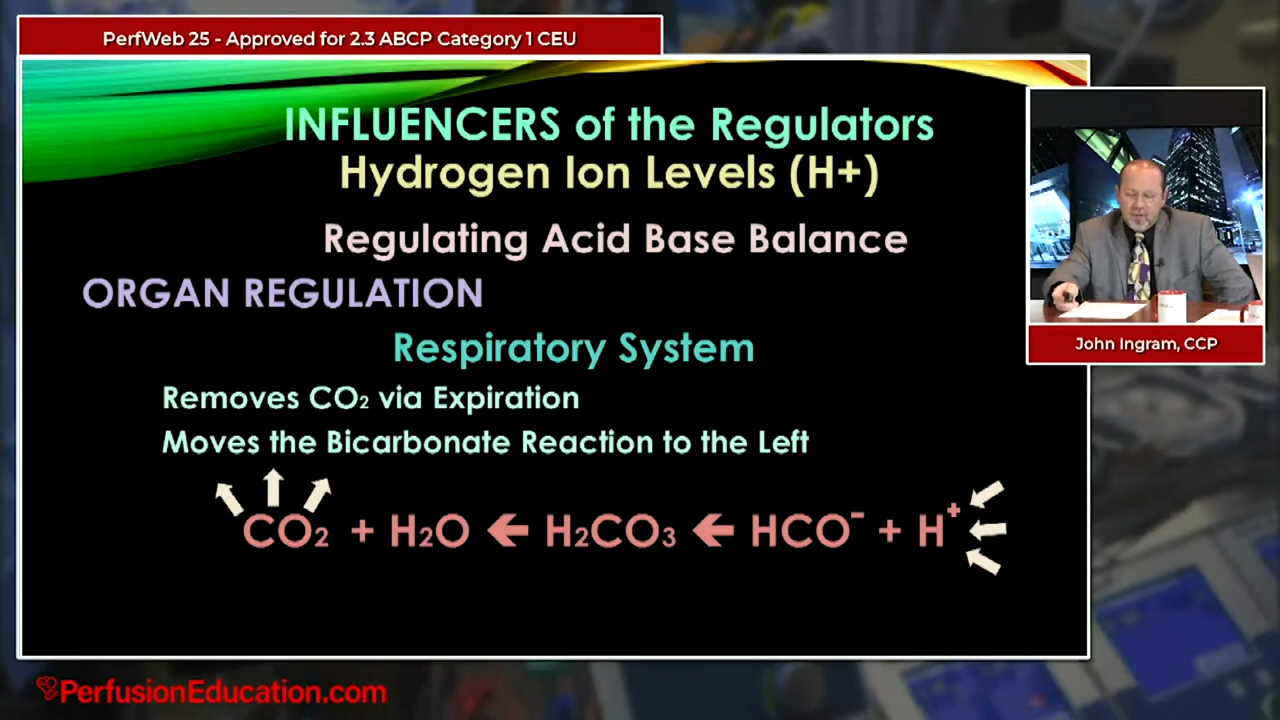 PerfWeb 25 - Approved for 2.3 ABCP Category 1 CEU
INFLUENCERS of the Regulators
Hydrogen Ion Levels (H+)
Regulating Acid Base Balance
ORGAN REGULATION
Respiratory System
Removes CO₂ via Expiration
Moves the Bicarbonate Reaction to the Left
CO₂ + H₂O ← H₂CO₃ ← HCO⁻ + H⁺
John Ingram, CCP
PerfusionEducation.com